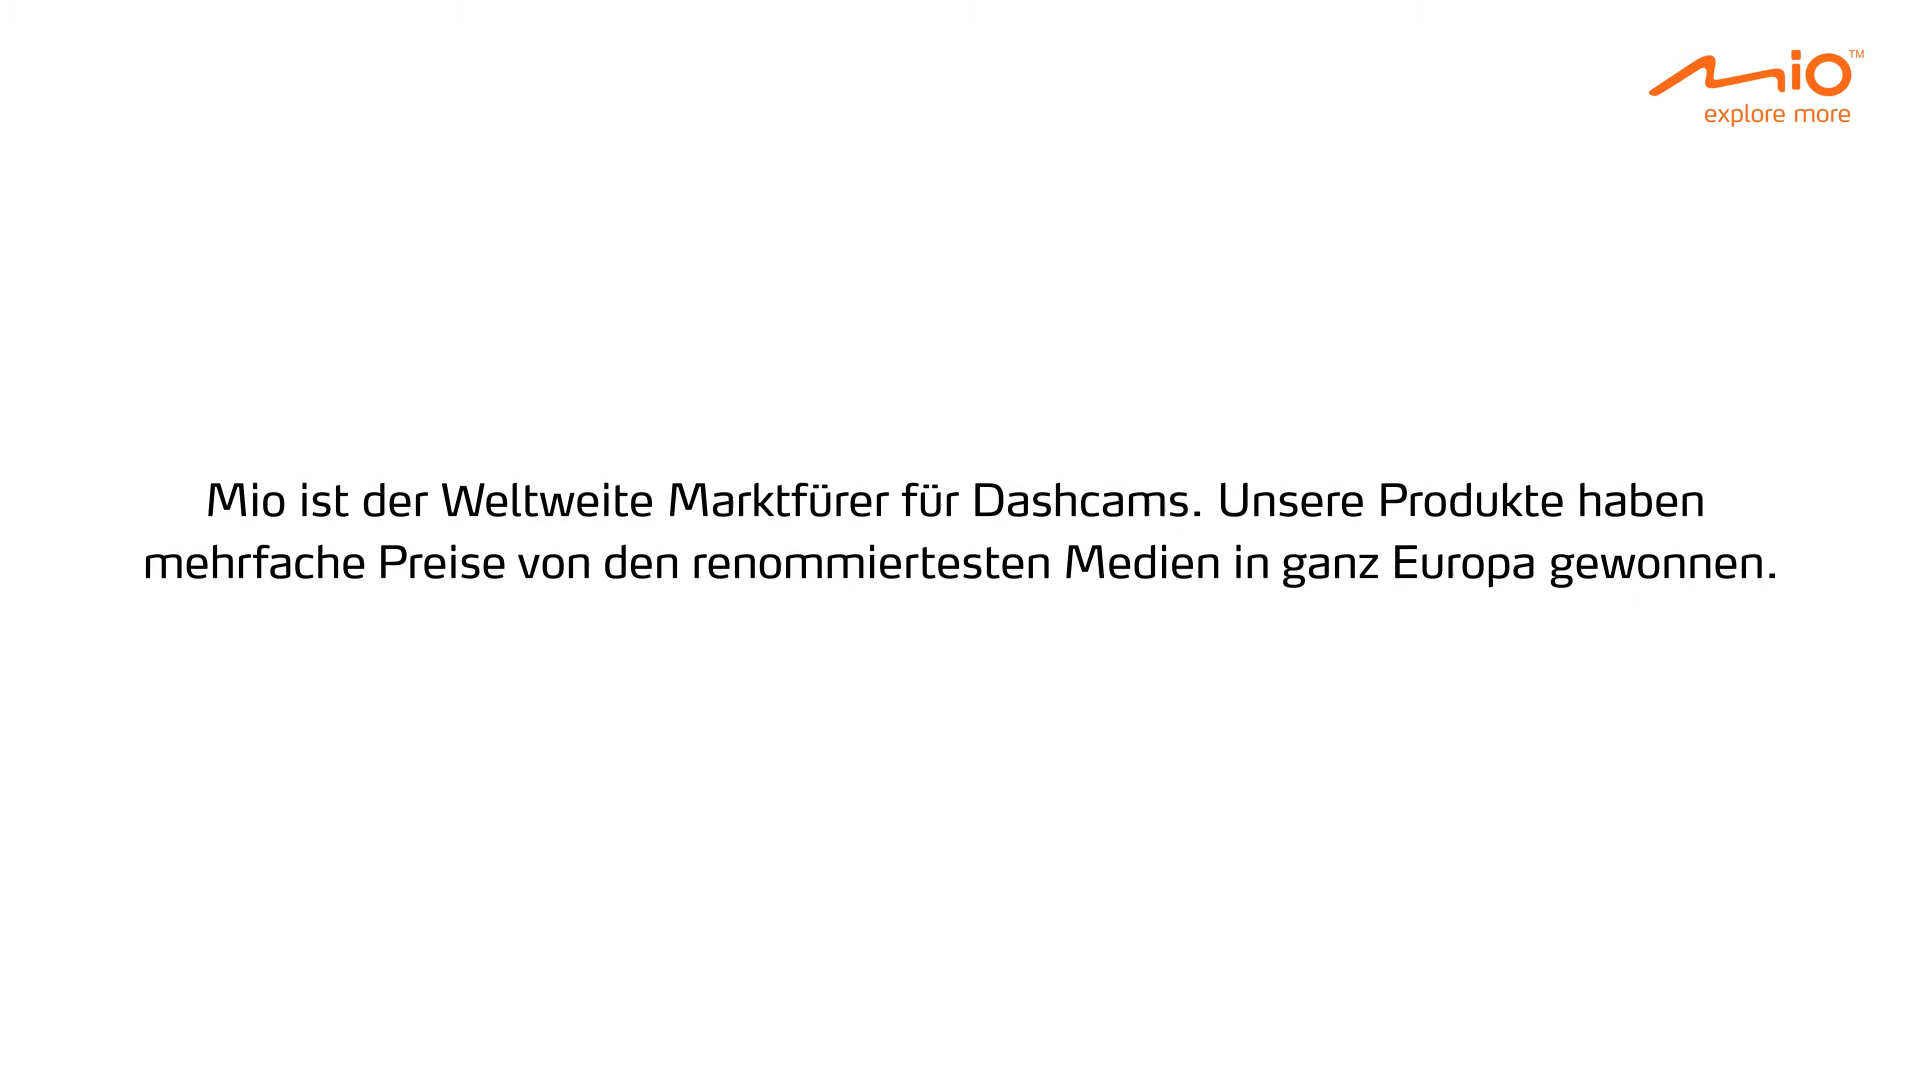 mio™
explore more
Mio ist der Weltweite Marktfürer für Dashcams. Unsere Produkte haben
mehrfache Preise von den renommiertesten Medien in ganz Europa gewonnen.